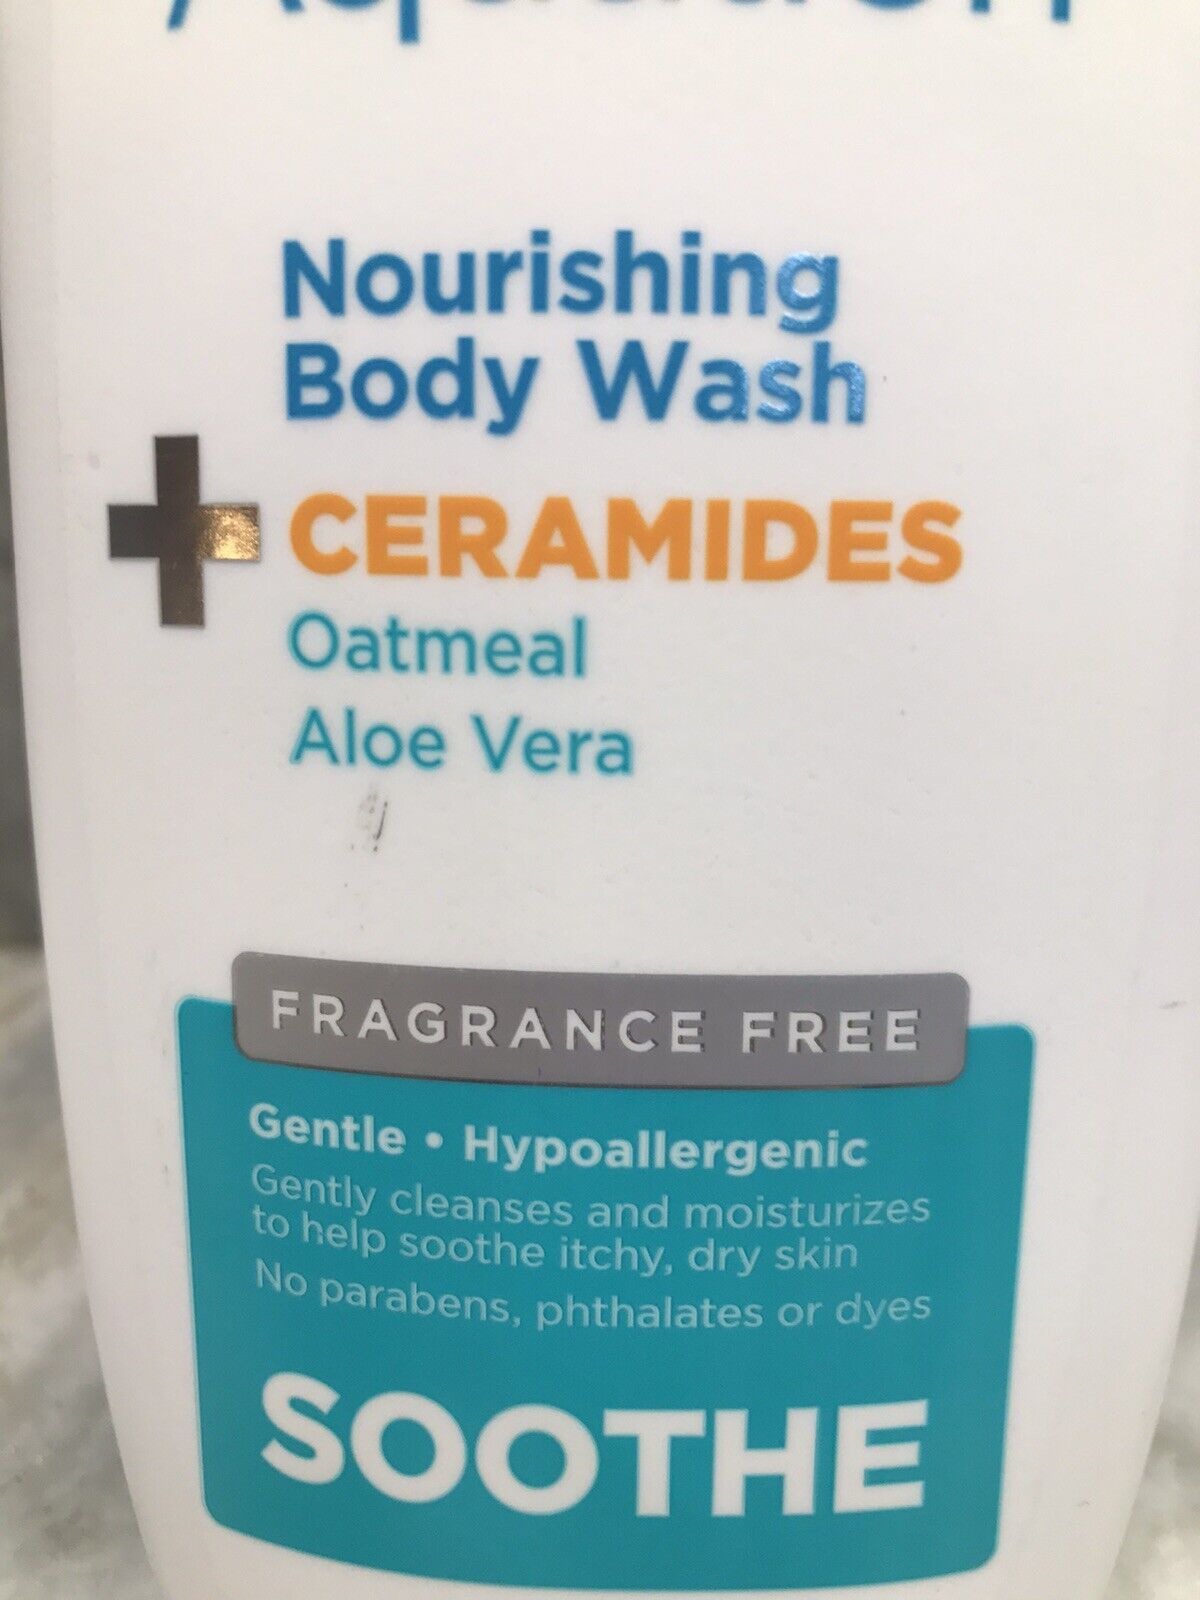 Nourishing
Body Wash
CERAMIDES
Oatmeal
Aloe Vera
FRAGRANCE FREE
Gentle • Hypoallergenic
Gently cleanses and moisturizes
to help soothe itchy, dry skin
No parabens, phthalates or dyes
SOOTHE